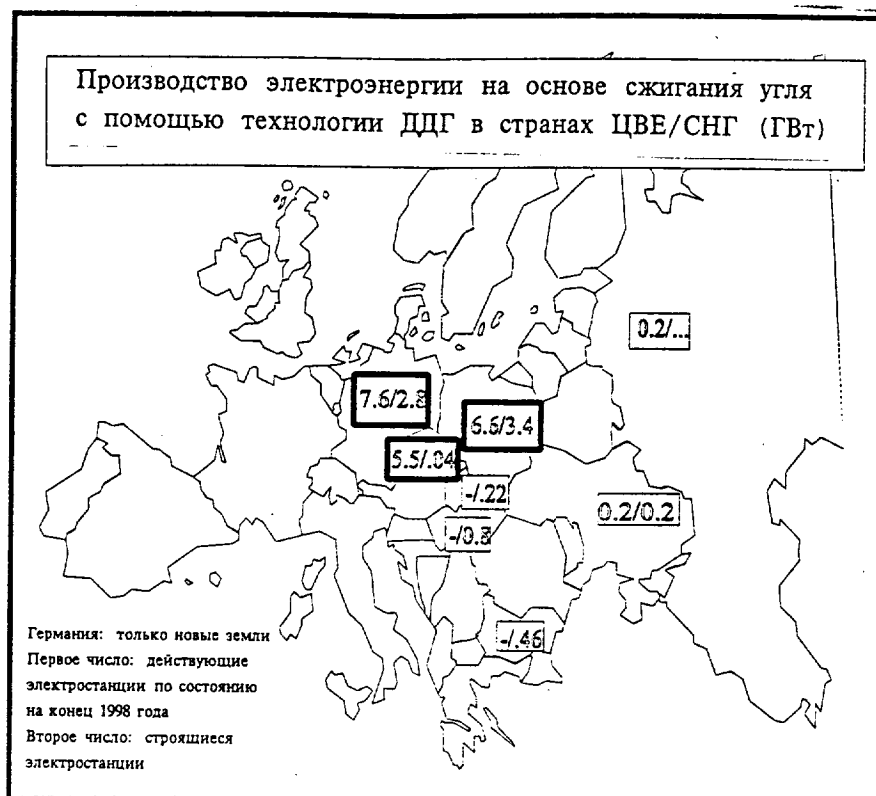 Производство электроэнергии на основе сжигания угля
с помощью технологии ДДГ в странах ЦВЕ/СНГ (ГВт)
0.2/...
7.6/2.8
6.6/3.4
5.5/.04
-/.22
0.2/0.2
-/0.8
-/.46
Германия: только новые земли
Первое число: действующие
электростанции по состоянию
на конец 1998 года
Второе число: строящиеся
электростанции